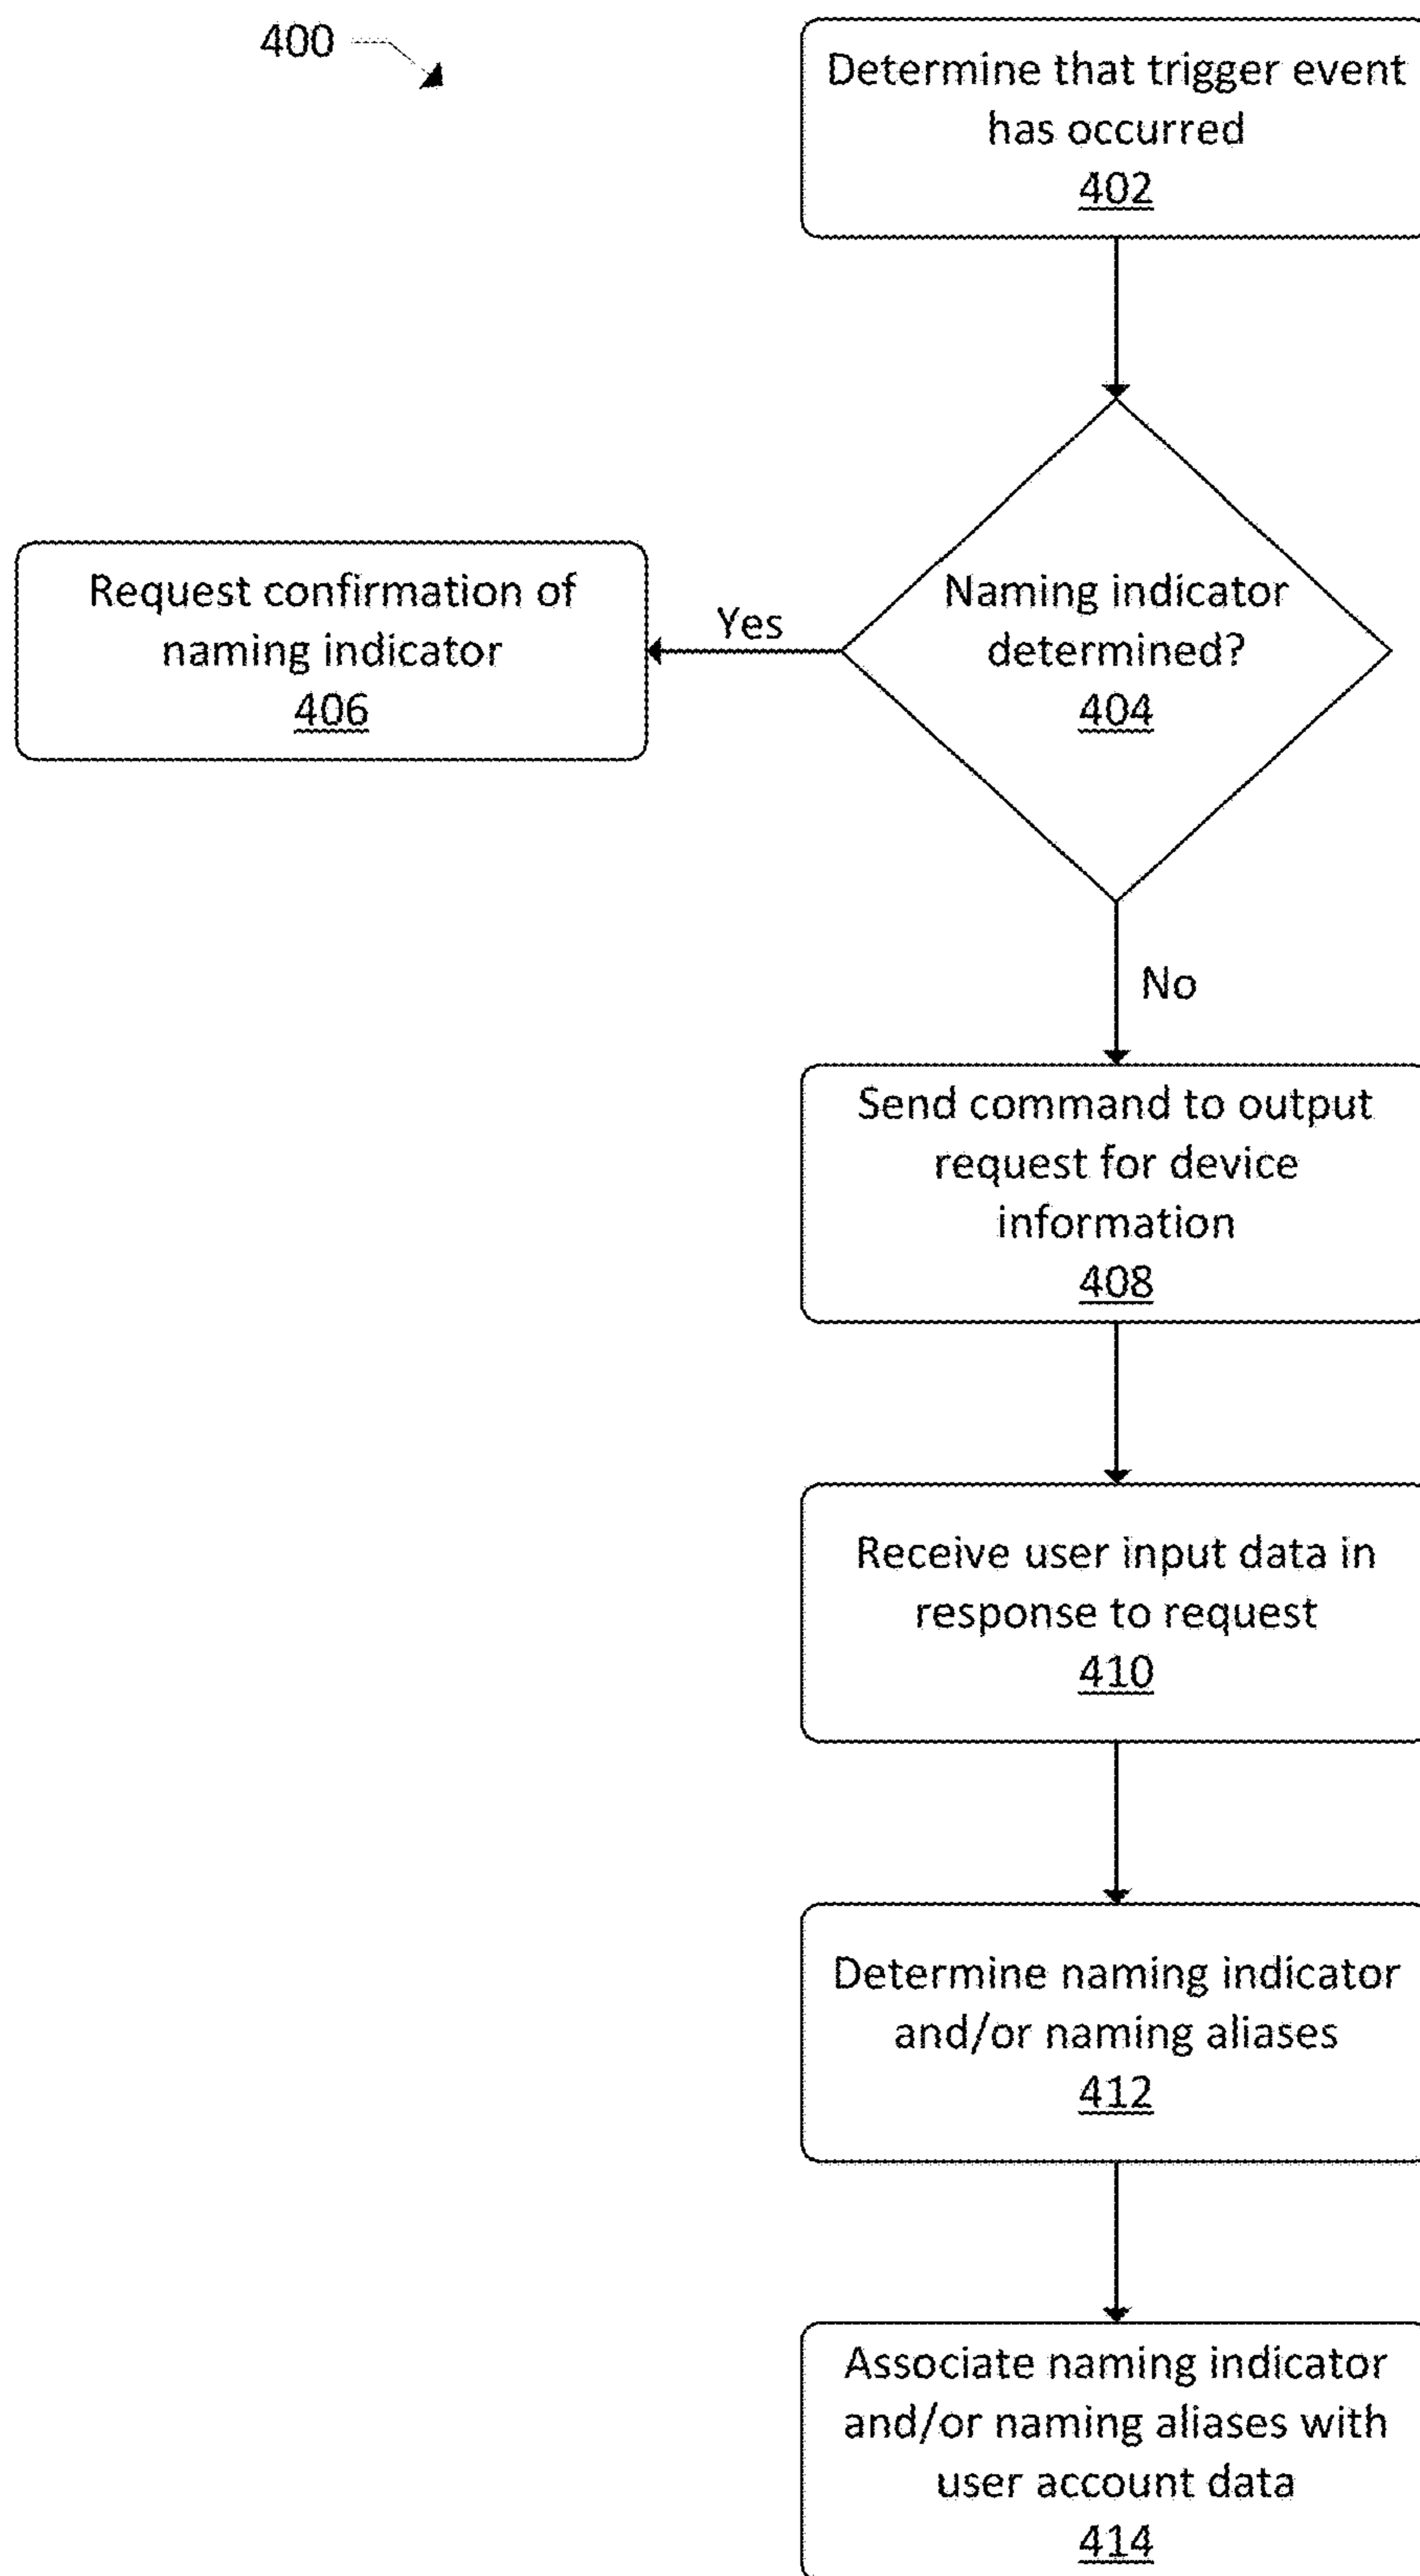 400
Determine that trigger event
has occurred
402
Naming indicator
determined?
404
Yes
Request confirmation of
naming indicator
406
No
Send command to output
request for device
information
408
Receive user input data in
response to request
410
Determine naming indicator
and/or naming aliases
412
Associate naming indicator
and/or naming aliases with
user account data
414